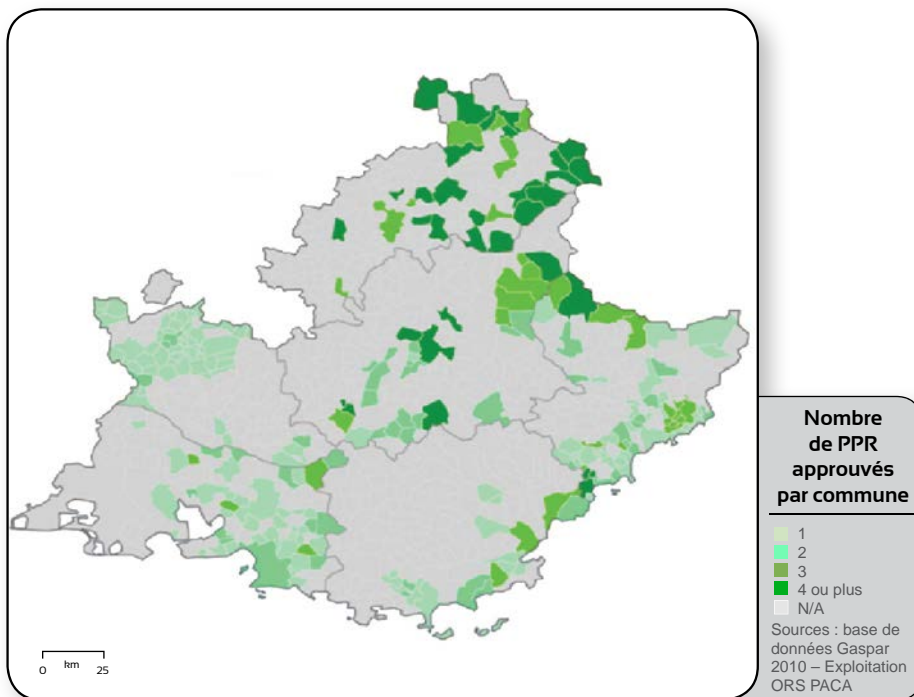 Nombre
de PPR
approuvés
par commune
1
2
3
4 ou plus
N/A
Sources : base de
données Gaspar
2010 – Exploitation
ORS PACA
km
0 25